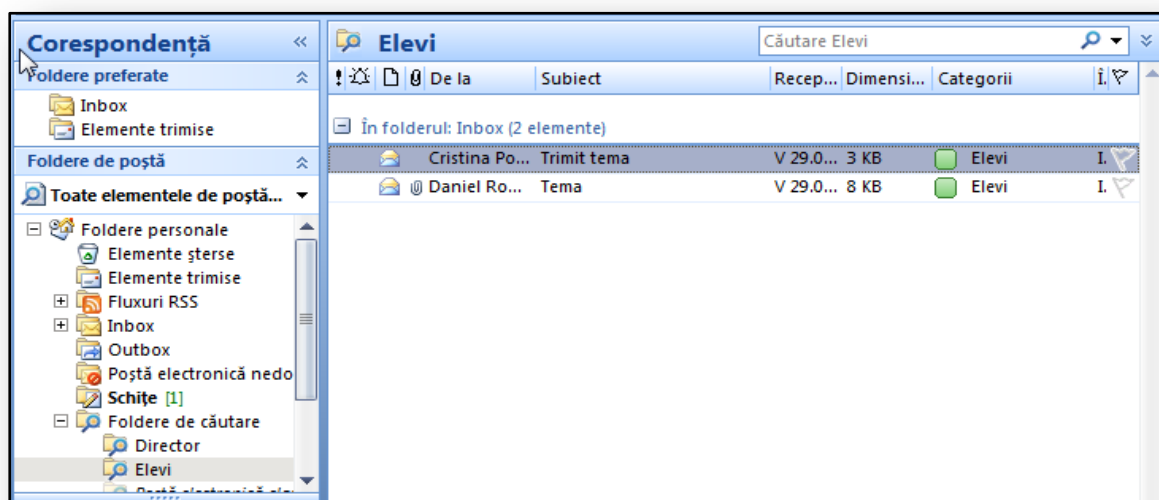 Corespondență «
Foldere preferate
Inbox
Elemente trimise
Foldere de poștă
Toate elementele de poștă...
Foldere personale
Elemente șterse
Elemente trimise
Fluxuri RSS
Inbox
Outbox
Poștă electronică nedo
Schițe [1]
Foldere de căutare
Director
Elevi
Elevi
Căutare Elevi
De la Subiect Recep... Dimensi... Categorii Î.
În folderul: Inbox (2 elemente)
Cristina Po... Trimit tema V 29.0... 3 KB Elevi I.
Daniel Ro... Tema V 29.0... 8 KB Elevi I.